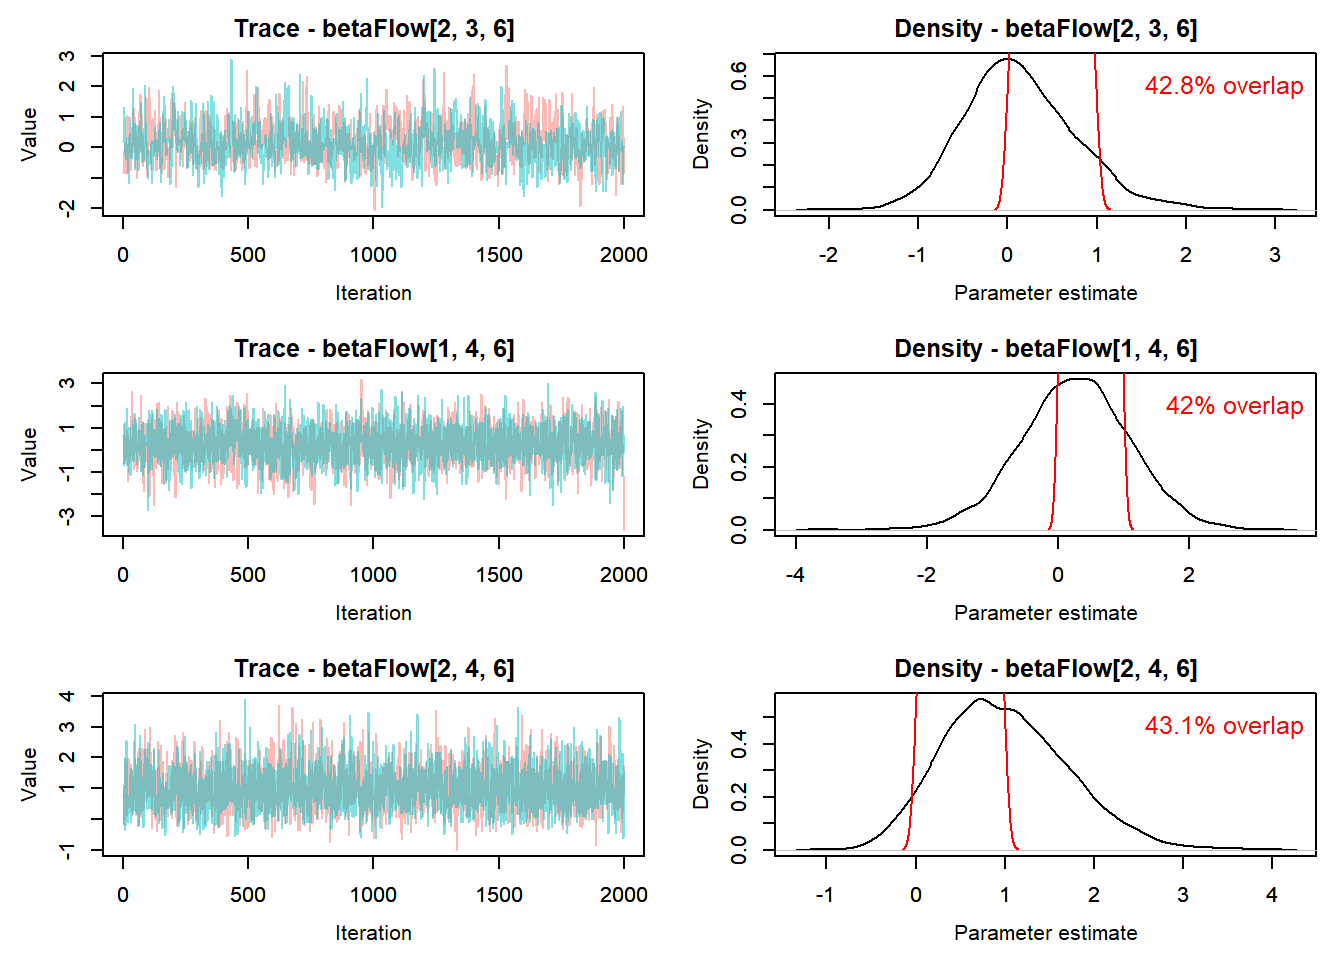 Trace - betaFlow[2, 3, 6]
Value
3
2
1
0
-2
0
500
1000
1500
2000
Iteration
Density - betaFlow[2, 3, 6]
42.8% overlap
Density
0.6
0.3
0.0
-2
-1
0
1
2
3
Parameter estimate
Trace - betaFlow[1, 4, 6]
Value
3
1
-1
-3
0
500
1000
1500
2000
Iteration
Density - betaFlow[1, 4, 6]
42% overlap
Density
0.4
0.2
0.0
-4
-2
0
2
Parameter estimate
Trace - betaFlow[2, 4, 6]
Value
4
3
2
1
-1
0
500
1000
1500
2000
Iteration
Density - betaFlow[2, 4, 6]
43.1% overlap
Density
0.4
0.2
0.0
-1
0
1
2
3
4
Parameter estimate